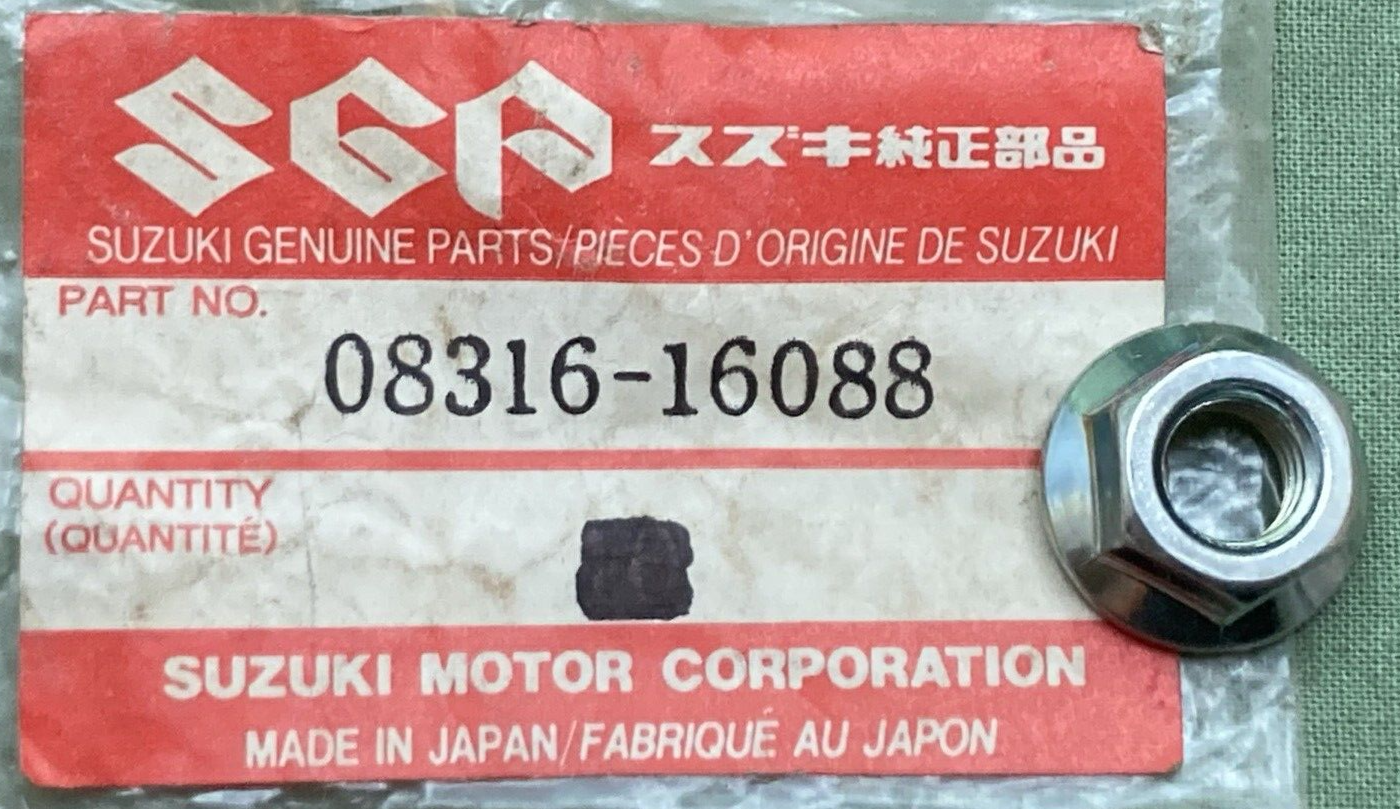 SGP スズキ純正部品
SUZUKI GENUINE PARTS/PIECES D'ORIGINE DE SUZUKI
PART NO.
08316-16088
QUANTITY
(QUANTITÉ)
SUZUKI MOTOR CORPORATION
MADE IN JAPAN/FABRIQUÉ AU JAPON